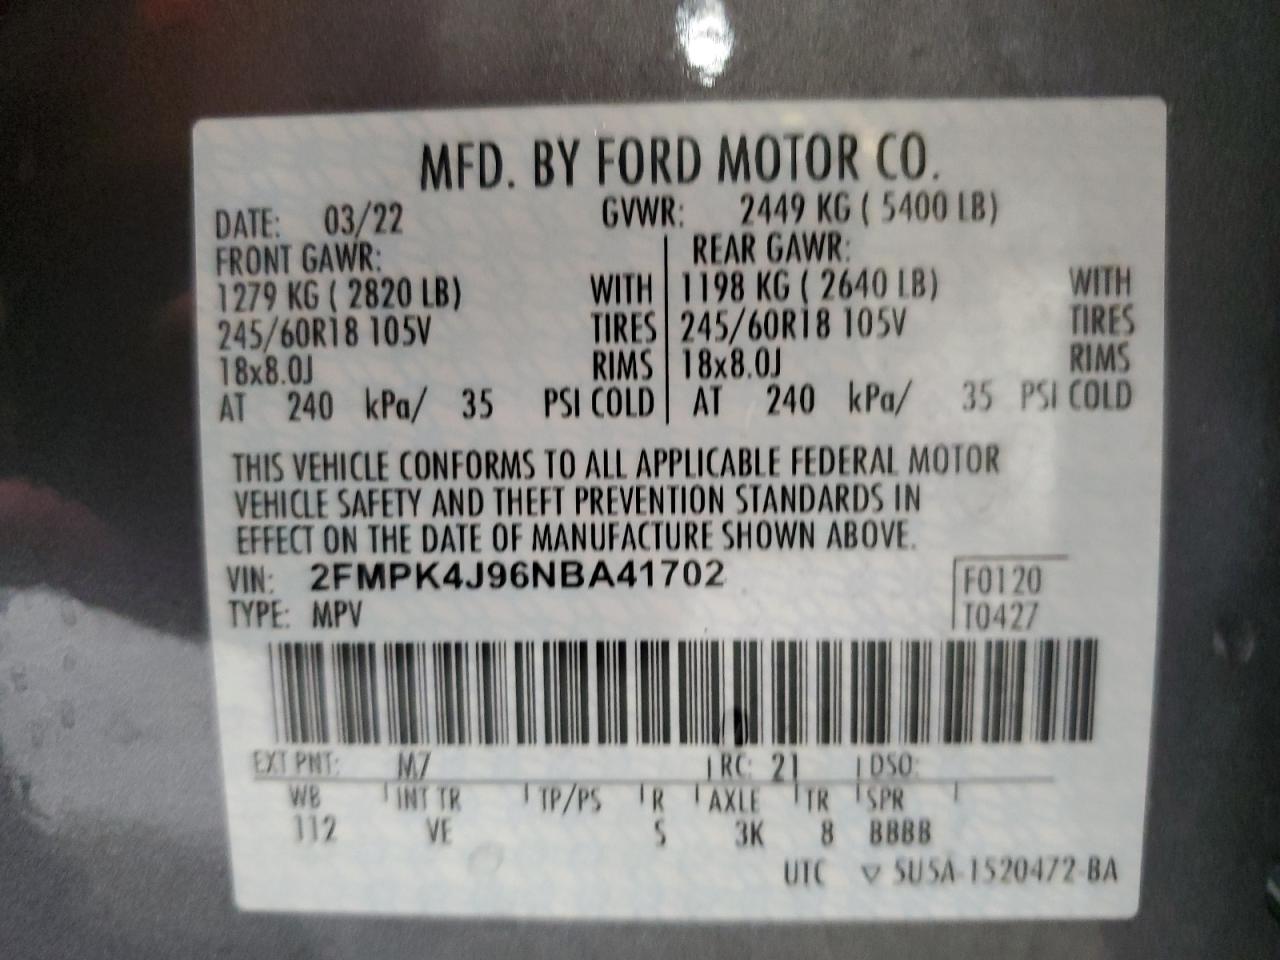 MFD. BY FORD MOTOR CO.
DATE: 03/22 GVWR: 2449 KG ( 5400 LB)
FRONT GAWR: REAR GAWR:
1279 KG ( 2820 LB) WITH 1198 KG ( 2640 LB) WITH
245/60R18 105V TIRES 245/60R18 105V TIRES
18x8.0J RIMS 18x8.0J RIMS
AT 240 kPa/ 35 PSI COLD AT 240 kPa/ 35 PSI COLD
THIS VEHICLE CONFORMS TO ALL APPLICABLE FEDERAL MOTOR
VEHICLE SAFETY AND THEFT PREVENTION STANDARDS IN
EFFECT ON THE DATE OF MANUFACTURE SHOWN ABOVE.
VIN: 2FMPK4J96NBA41702 F0120
TYPE: MPV T0427
EXT PNT: M7 RC: 21 DSO:
WB INT TR TP/PS R AXLE TR SPR
112 VE S 3K 8 BBBB
UTC ▽ 5U5A-1520472-BA